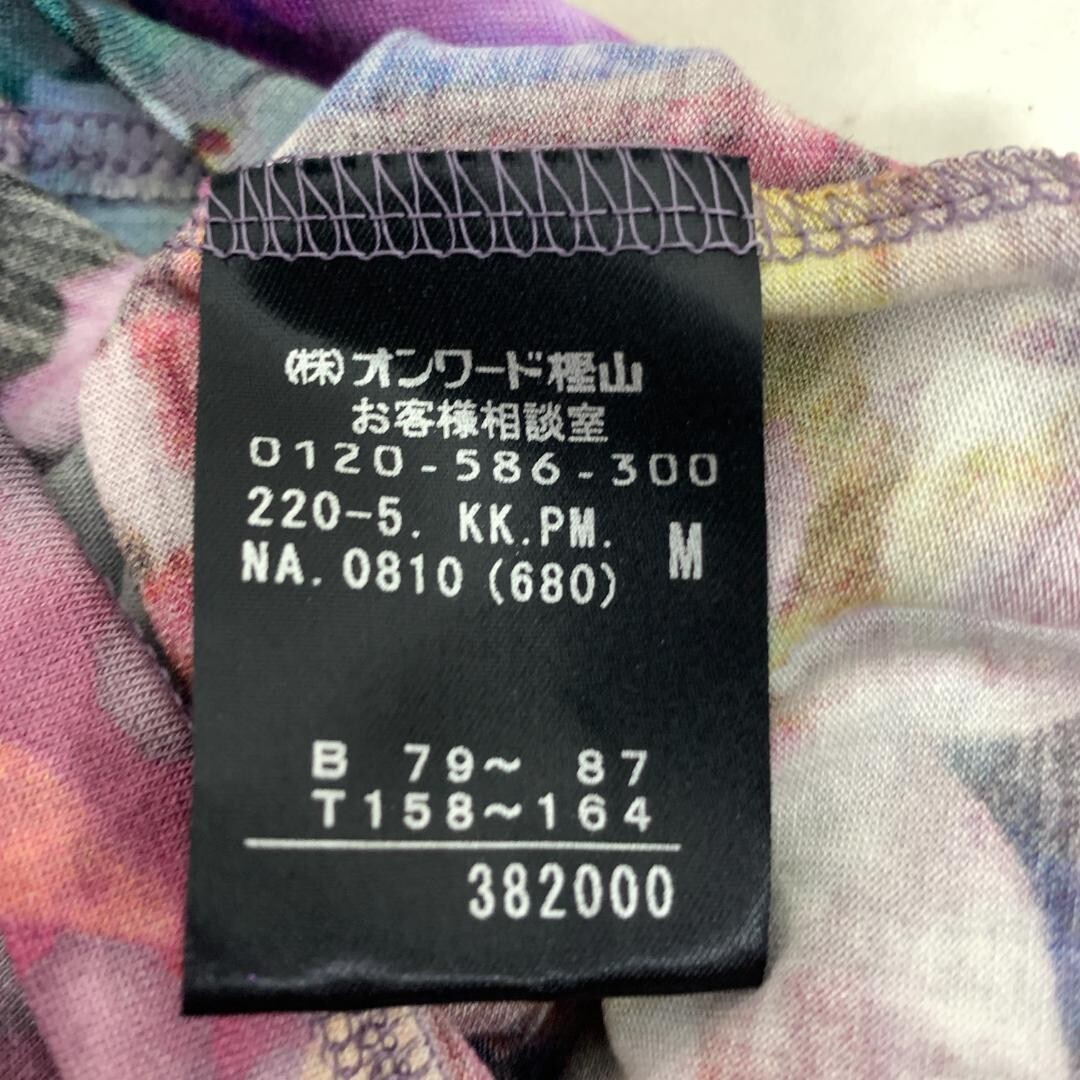 (株)オンワード樫山
お客様相談室
0120-586-300
220-5. KK.PM. M
NA.0810(680)
B 79~ 87
T158~164
382000